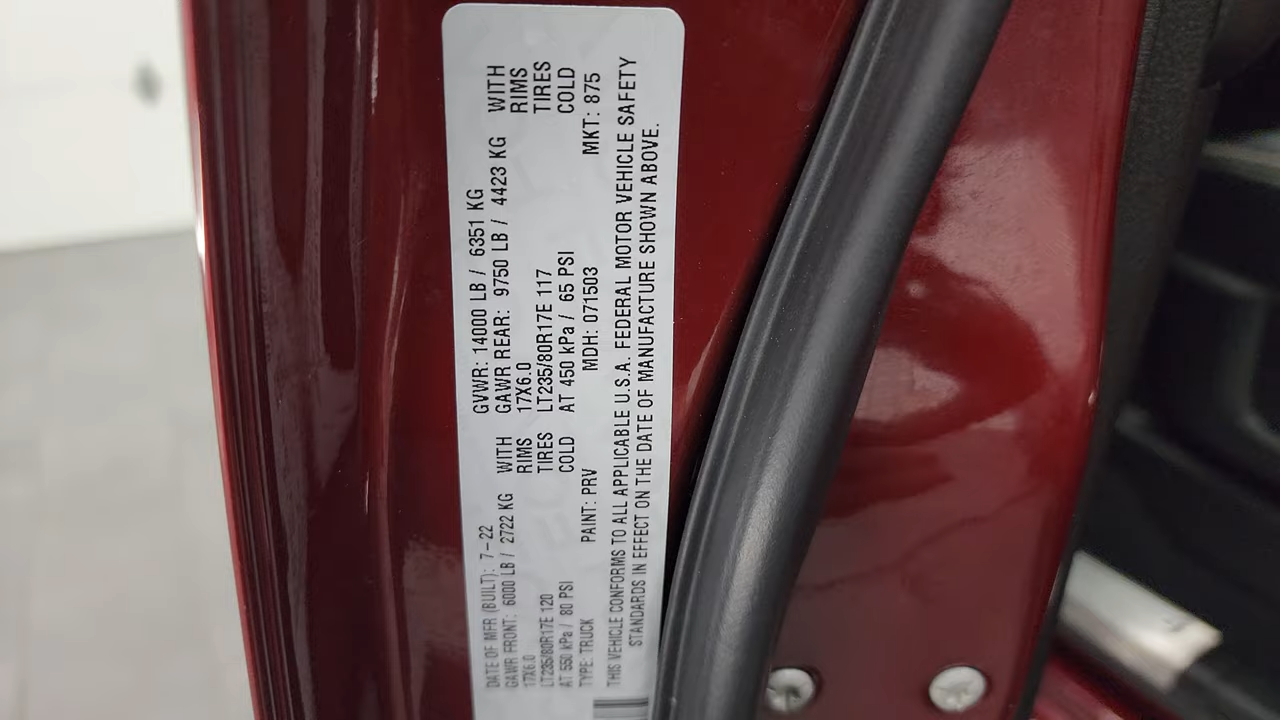 DATE OF MFR (BUILT): 7-22 GVWR: 14000 LB / 6351 KG
GAWR FRONT: 6000 LB / 2722 KG WITH GAWR REAR: 9750 LB / 4423 KG WITH
17X6.0 RIMS 17X6.0 RIMS
LT235/80R17E 120 TIRES LT235/80R17E 117 TIRES
AT 550 kPa / 80 PSI COLD AT 450 kPa / 65 PSI COLD
TYPE: TRUCK PAINT: PRV MDH: 071503 MKT: 875
THIS VEHICLE CONFORMS TO ALL APPLICABLE U.S.A. FEDERAL MOTOR VEHICLE SAFETY
STANDARDS IN EFFECT ON THE DATE OF MANUFACTURE SHOWN ABOVE.